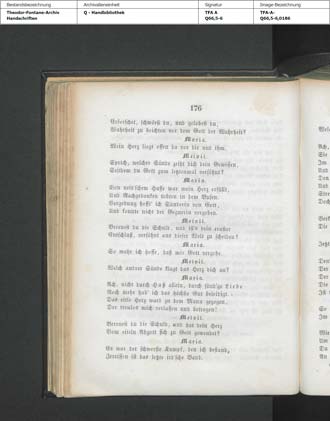 Bestandsbezeichnung
Theodor-Fontane-Archiv
Handschriften
Archivalieneinheit
Q - Handbibliothek
Signatur
TFA A
Q66,5-6
Image-Bezeichnung
TFA-A-
Q66,5-6,0186
176
Entschließt, schwörst du, und gelobest du,
Wahrheit zu beichten vor dem Gott der Wahrheit?
Maria.
Mein Herz liegt offen da vor dir und ihm.
Melvil.
Sprich, welcher Sünde zeiht dich dein Gewissen,
Seitdem du Gott zum letztenmal versöhnt?
Maria.
Von neid'schem Hasse war mein Herz erfüllt,
Und Rachgedanken tobten in dem Busen.
Vergebung hofft' ich Sünderin von Gott,
Und konnte nicht der Gegnerin vergeben.
Melvil.
Bereuest du die Schuld, und ist's dein ernster
Entschluß, versöhnt aus dieser Welt zu scheiden?
Maria.
So wahr ich hoffe, daß mir Gott vergebe.
Melvil.
Welch andrer Sünde klagt das Herz dich an?
Maria.
Ach, nicht durch Haß allein, durch sünd'ge Liebe
Noch mehr hab' ich das höchste Gut beleidigt.
Das eitle Herz ward zu dem Mann gezogen,
Der treulos mich verlassen und betrogen!
Melvil.
Bereuest du die Schuld, und hat dein Herz
Vom eiteln Abgott sich zu Gott gewendet?
Maria.
Es war der schwerste Kampf, den ich bestand,
Zerrissen ist das letzte ird'sche Band.